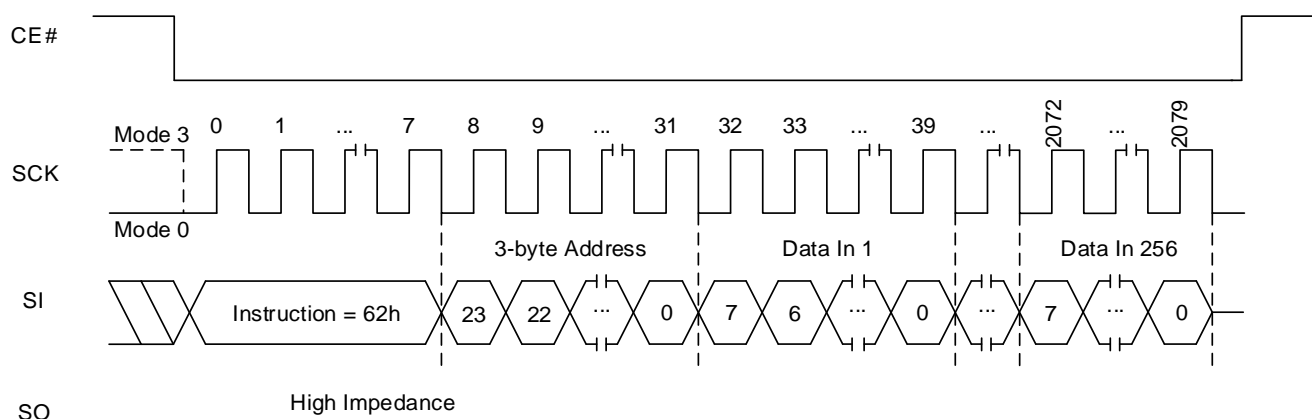 CE#
Mode 3 0 1 ... 7 8 9 ... 31 32 33 ... 39 ... 2072 ... 2079
SCK
Mode 0
3-byte Address Data In 1 Data In 256
SI Instruction = 62h 23 22 ... 0 7 6 ... 0 ... 7 ... 0
High Impedance
SO